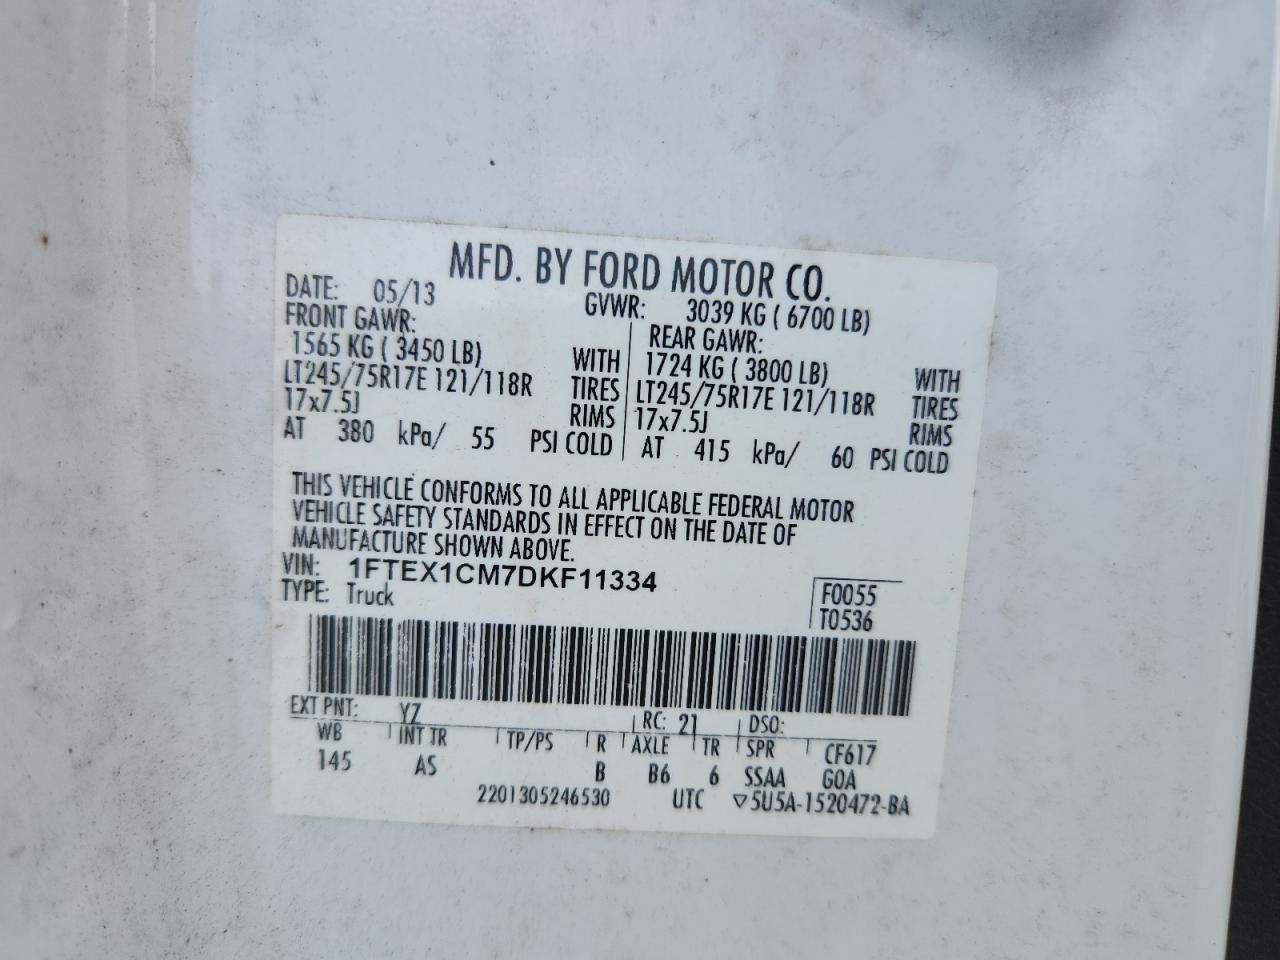 MFD. BY FORD MOTOR CO.
DATE: 05/13 GVWR: 3039 KG ( 6700 LB)
FRONT GAWR: REAR GAWR:
1565 KG ( 3450 LB) WITH 1724 KG ( 3800 LB) WITH
LT245/75R17E 121/118R TIRES LT245/75R17E 121/118R TIRES
17x7.5J RIMS 17x7.5J RIMS
AT 380 kPa/ 55 PSI COLD AT 415 kPa/ 60 PSI COLD
THIS VEHICLE CONFORMS TO ALL APPLICABLE FEDERAL MOTOR
VEHICLE SAFETY STANDARDS IN EFFECT ON THE DATE OF
MANUFACTURE SHOWN ABOVE.
VIN: 1FTEX1CM7DKF11334
TYPE: Truck
F0055
T0536
EXT PNT: YZ RC: 21 DSO:
WB INT TR TP/PS R AXLE TR SPR CF617
145 AS B B6 6 SSAA GOA
2201305246530 UTC ▽5U5A-1520472-BA